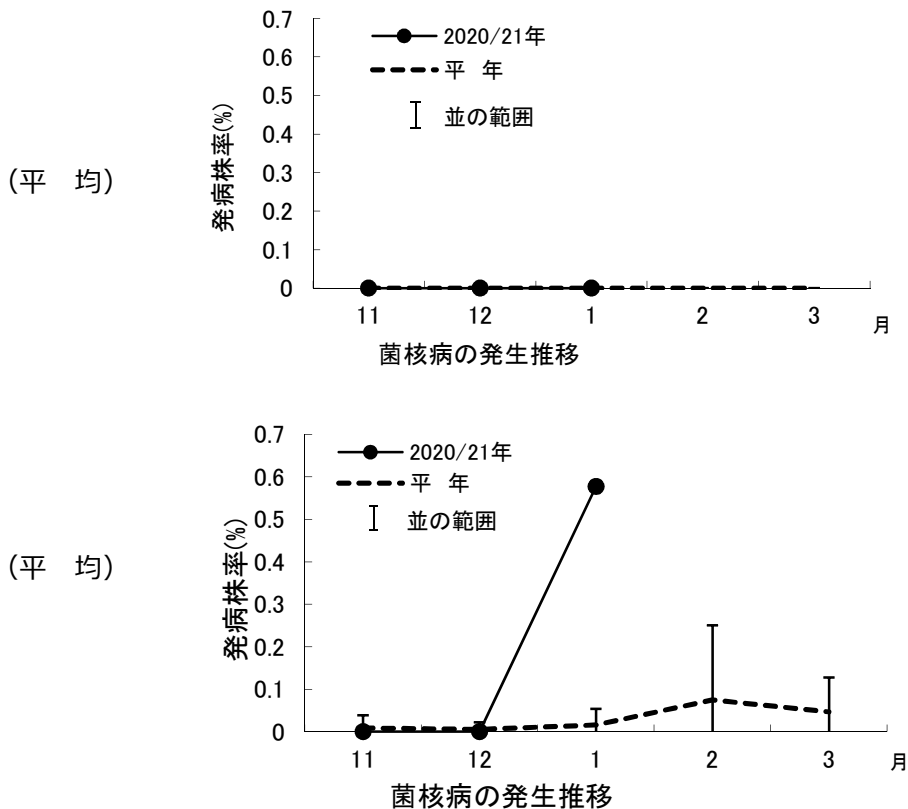 0.7
0.6
0.5
0.4
0.3
0.2
0.1
0
発病株率(%)
2020/21年
平 年
並の範囲
(平 均)
11 12 1 2 3 月
菌核病の発生推移
0.7
0.6
0.5
0.4
0.3
0.2
0.1
0
発病株率(%)
2020/21年
平 年
並の範囲
(平 均)
11 12 1 2 3 月
菌核病の発生推移